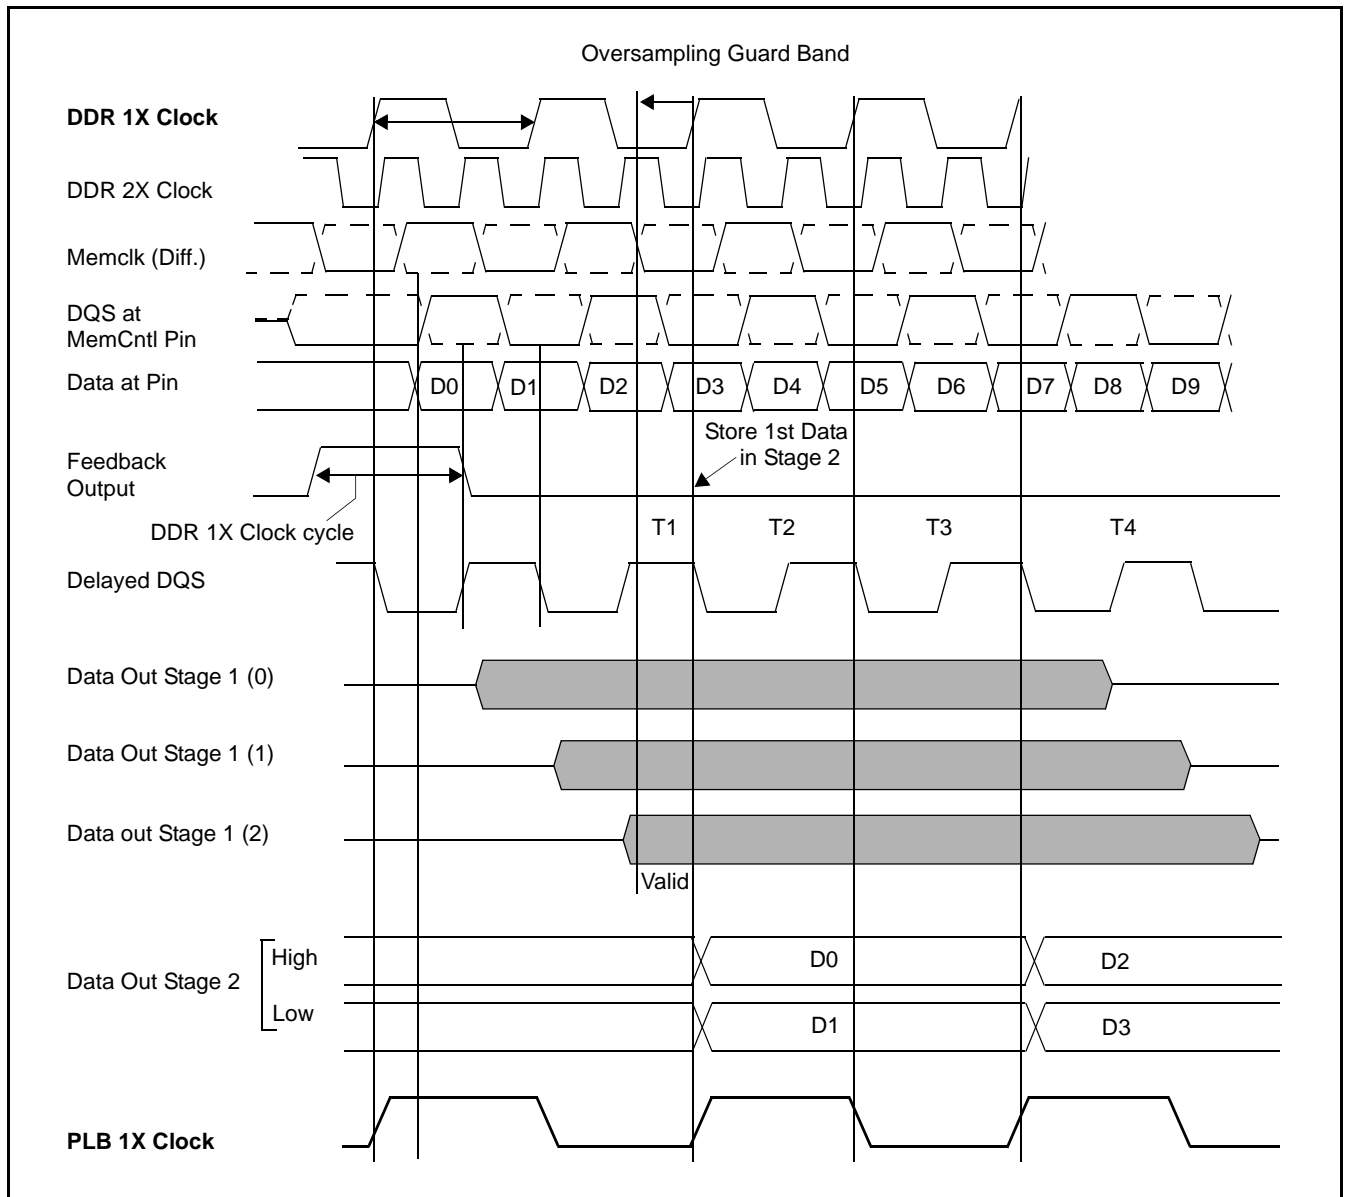 Oversampling Guard Band
DDR 1X Clock
DDR 2X Clock
Memclk (Diff.)
DQS at
MemCntl Pin
Data at Pin
D0 D1 D2 D3 D4 D5 D6 D7 D8 D9
Store 1st Data
in Stage 2
Feedback
Output
DDR 1X Clock cycle
T1 T2 T3 T4
Delayed DQS
Data Out Stage 1 (0)
Data Out Stage 1 (1)
Data out Stage 1 (2)
Valid
Data Out Stage 2
High
D0 D2
Low
D1 D3
PLB 1X Clock